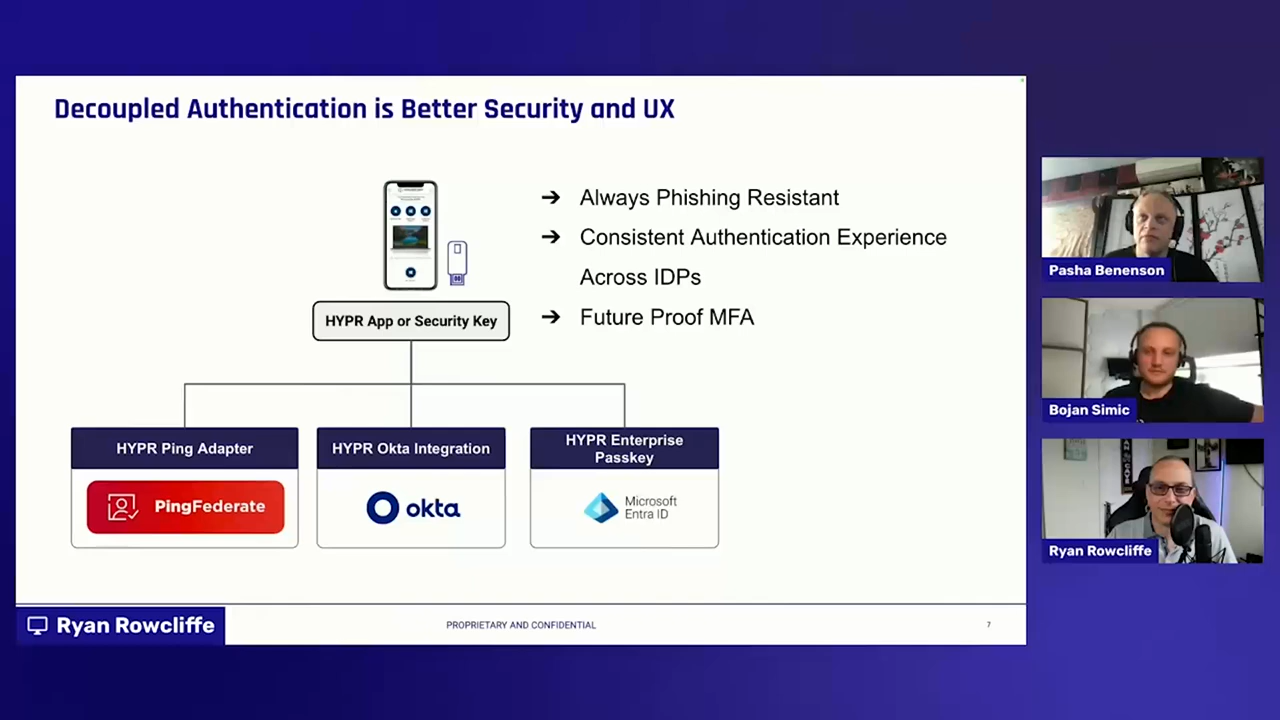 Decoupled Authentication is Better Security and UX
➔ Always Phishing Resistant
➔ Consistent Authentication Experience
Across IDPs
➔ Future Proof MFA
HYPR App or Security Key
HYPR Ping Adapter
PingFederate
HYPR Okta Integration
okta
HYPR Enterprise
Passkey
Microsoft
Entra ID
Pasha Benenson
Bojan Simic
Ryan Rowcliffe
Ryan Rowcliffe
PROPRIETARY AND CONFIDENTIAL
7